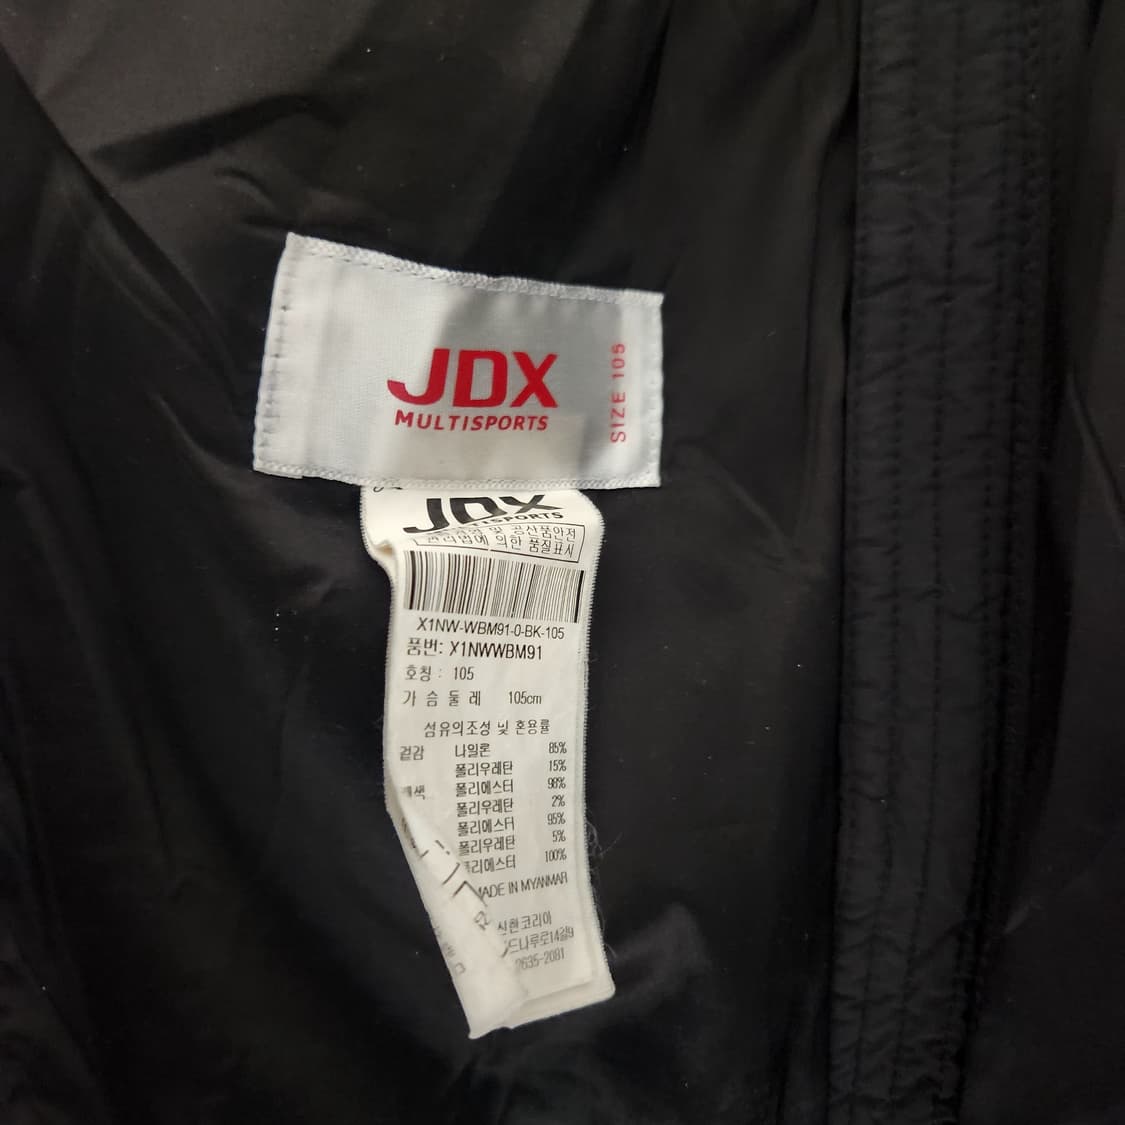 JDX
MULTISPORTS
SIZE 105
JDX
및 공산품안전
의한 품질표시
X1NW-WBM91-0-BK-105
품번: X1NWWBM91
호칭 : 105
가 슴 둘 레 105cm
섬유의조성 및 혼용률
겉감 나일론 85%
폴리우레탄 15%
폴리에스터 98%
폴리우레탄 2%
폴리에스터 95%
폴리우레탄 5%
폴리에스터 100%
MADE IN MYANMAR
신한코리아
2635-2081